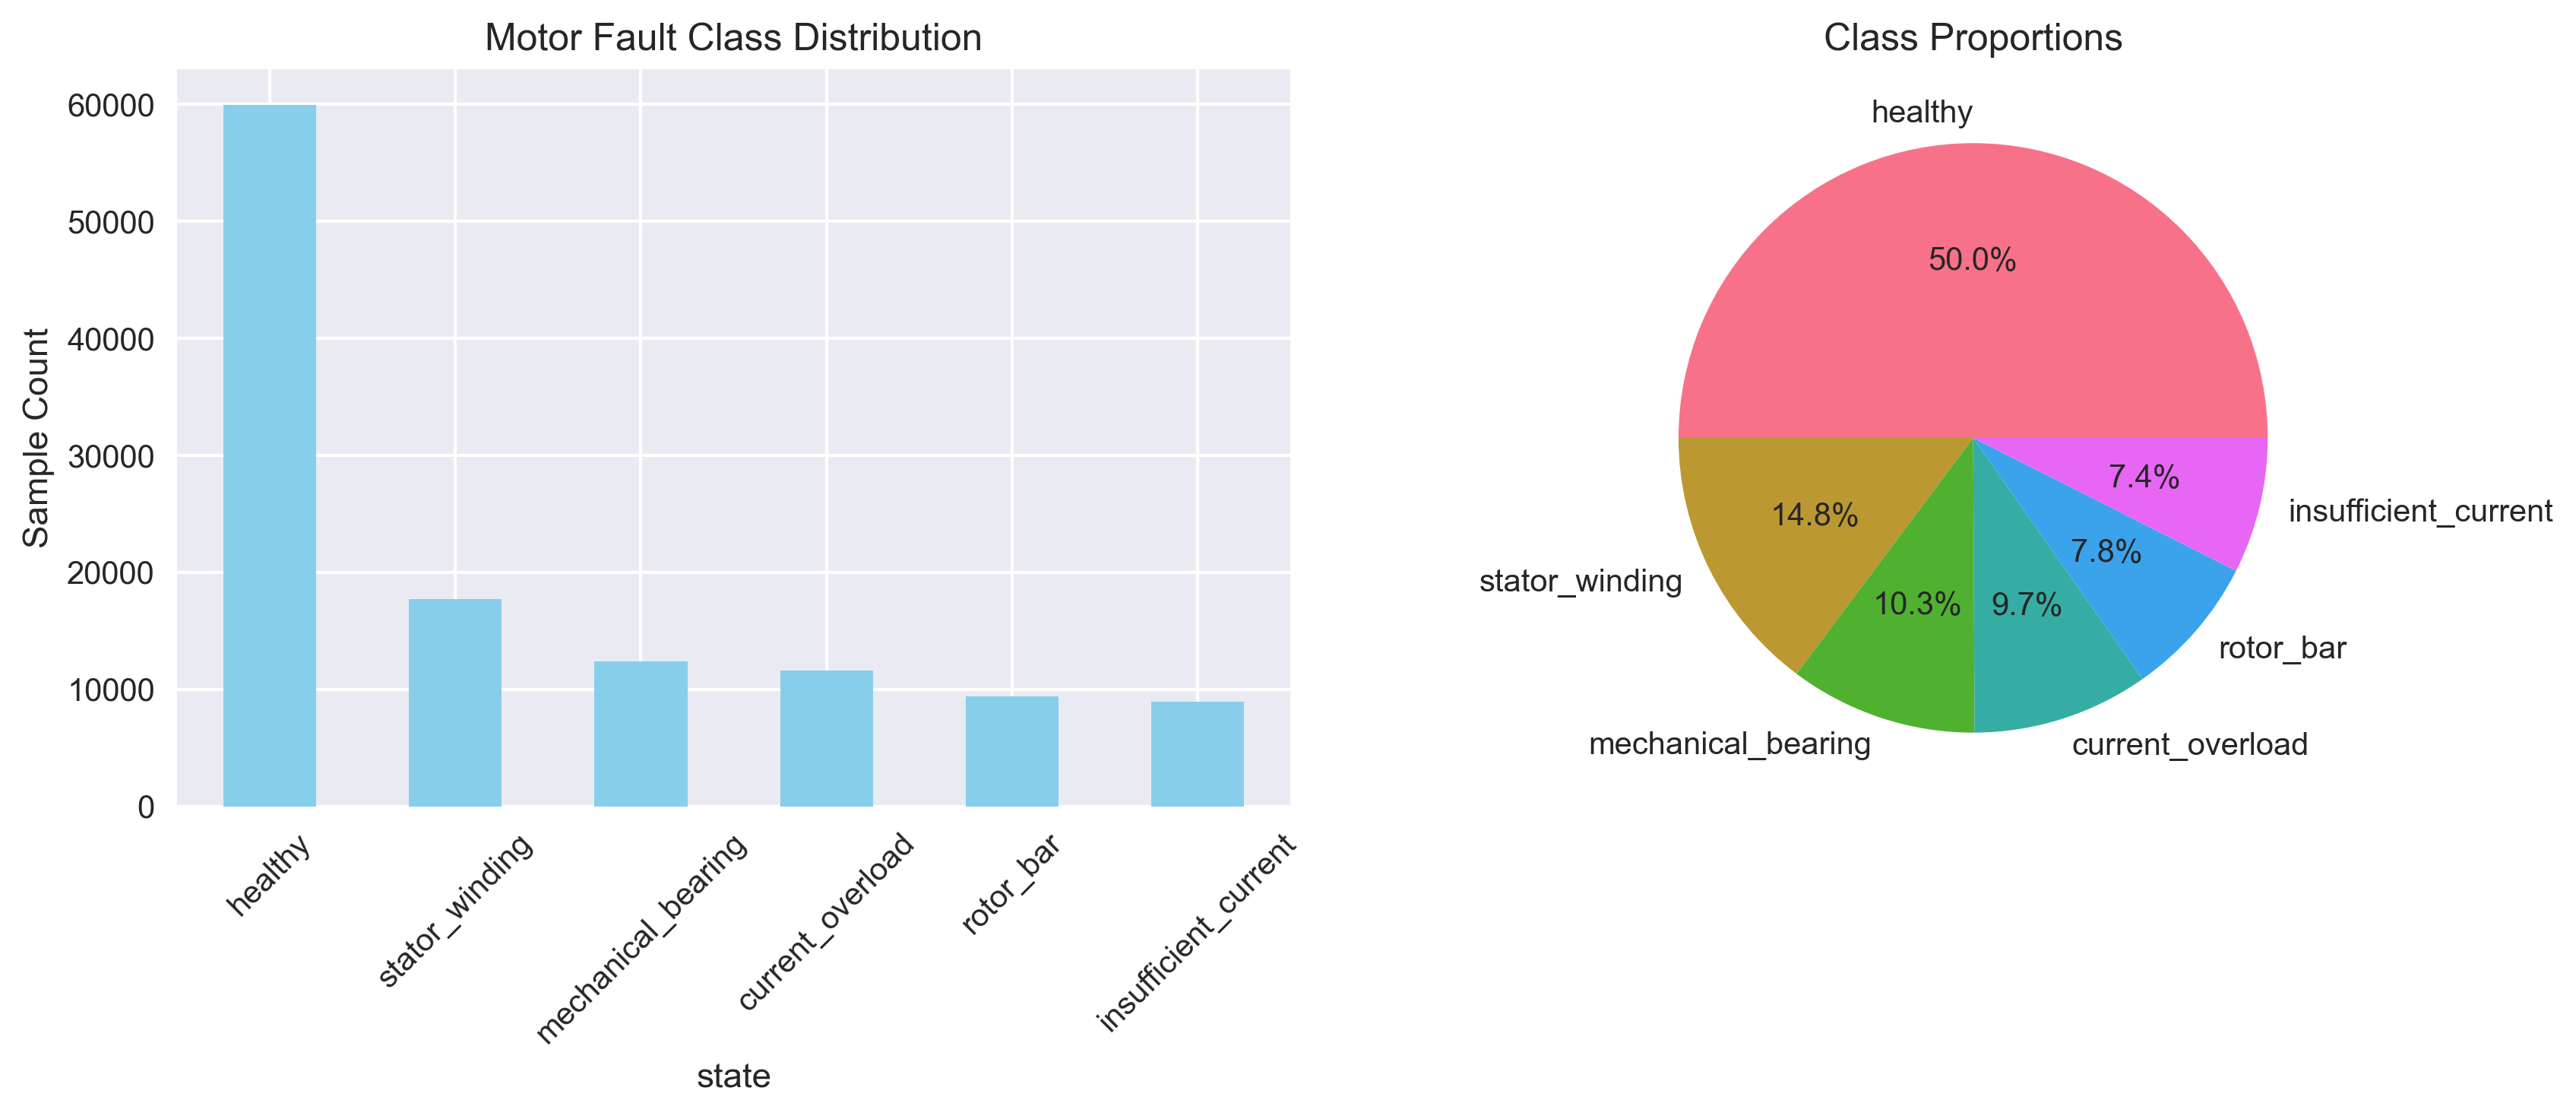 Motor Fault Class Distribution
Sample Count
60000
50000
40000
30000
20000
10000
0
healthy
stator_winding
mechanical_bearing
current_overload
rotor_bar
insufficient_current
state
Class Proportions
healthy
50.0%
14.8%
stator_winding
10.3%
mechanical_bearing
9.7%
current_overload
7.8%
rotor_bar
7.4%
insufficient_current